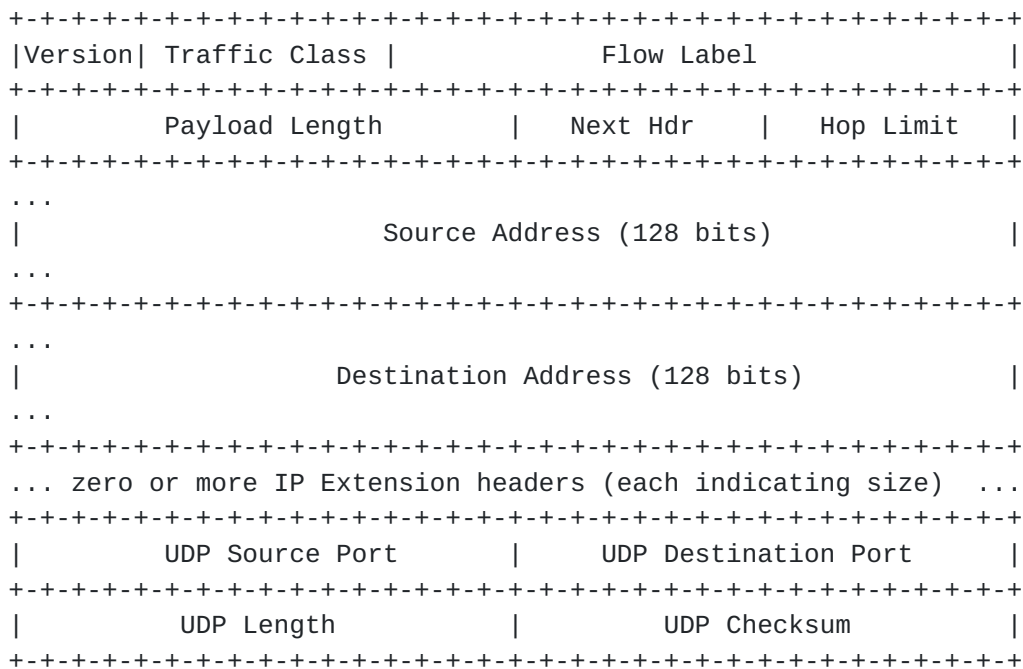 +-+-+-+-+-+-+-+-+-+-+-+-+-+-+-+-+-+-+-+-+-+-+-+-+-+-+-+-+-+-+-+-+
|Version| Traffic Class |             Flow Label                |
+-+-+-+-+-+-+-+-+-+-+-+-+-+-+-+-+-+-+-+-+-+-+-+-+-+-+-+-+-+-+-+-+
|         Payload Length        |   Next Hdr    |   Hop Limit   |
+-+-+-+-+-+-+-+-+-+-+-+-+-+-+-+-+-+-+-+-+-+-+-+-+-+-+-+-+-+-+-+-+
...
|                       Source Address (128 bits)               |
...
+-+-+-+-+-+-+-+-+-+-+-+-+-+-+-+-+-+-+-+-+-+-+-+-+-+-+-+-+-+-+-+-+
...
|                    Destination Address (128 bits)             |
...
+-+-+-+-+-+-+-+-+-+-+-+-+-+-+-+-+-+-+-+-+-+-+-+-+-+-+-+-+-+-+-+-+
... zero or more IP Extension headers (each indicating size)  ...
+-+-+-+-+-+-+-+-+-+-+-+-+-+-+-+-+-+-+-+-+-+-+-+-+-+-+-+-+-+-+-+-+
|         UDP Source Port       |     UDP Destination Port      |
+-+-+-+-+-+-+-+-+-+-+-+-+-+-+-+-+-+-+-+-+-+-+-+-+-+-+-+-+-+-+-+-+
|          UDP Length           |         UDP Checksum          |
+-+-+-+-+-+-+-+-+-+-+-+-+-+-+-+-+-+-+-+-+-+-+-+-+-+-+-+-+-+-+-+-+